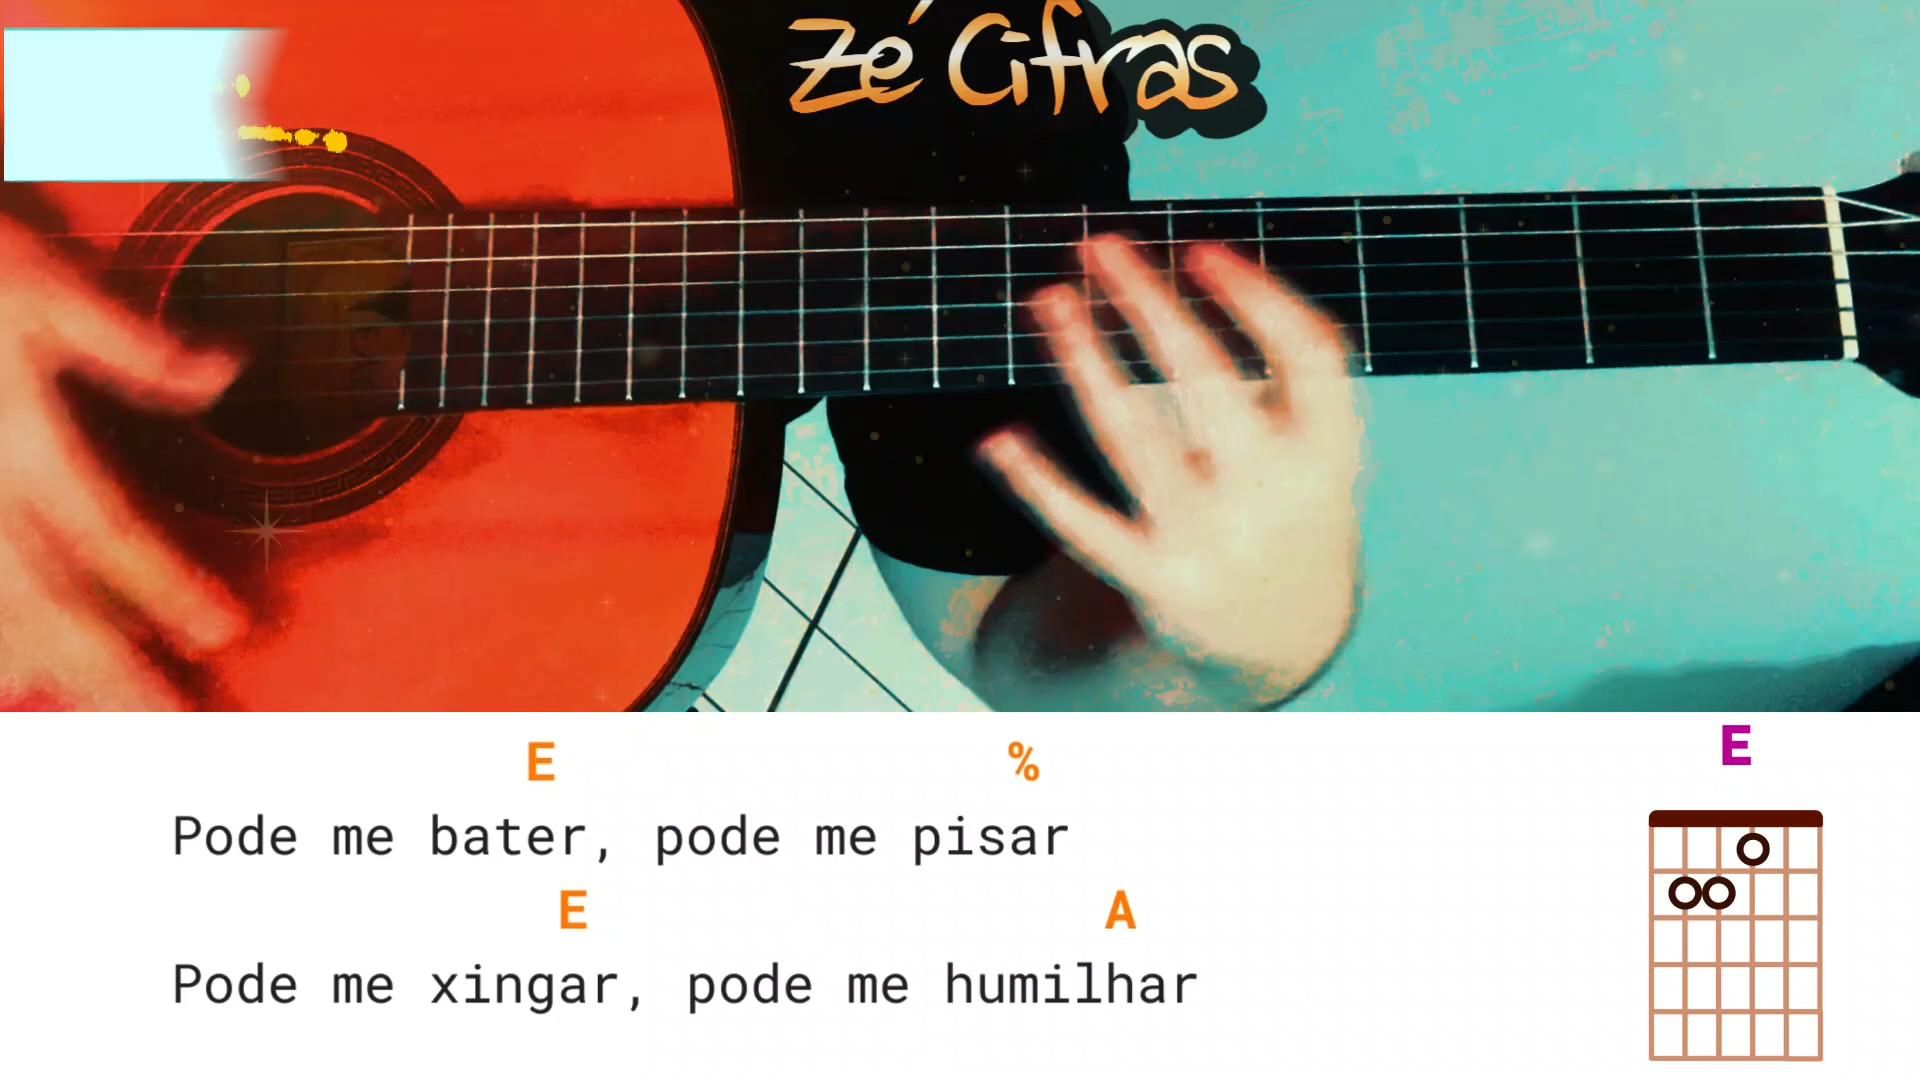 Zé Cifras
E %
E
Pode me bater, pode me pisar
E A
Pode me xingar, pode me humilhar